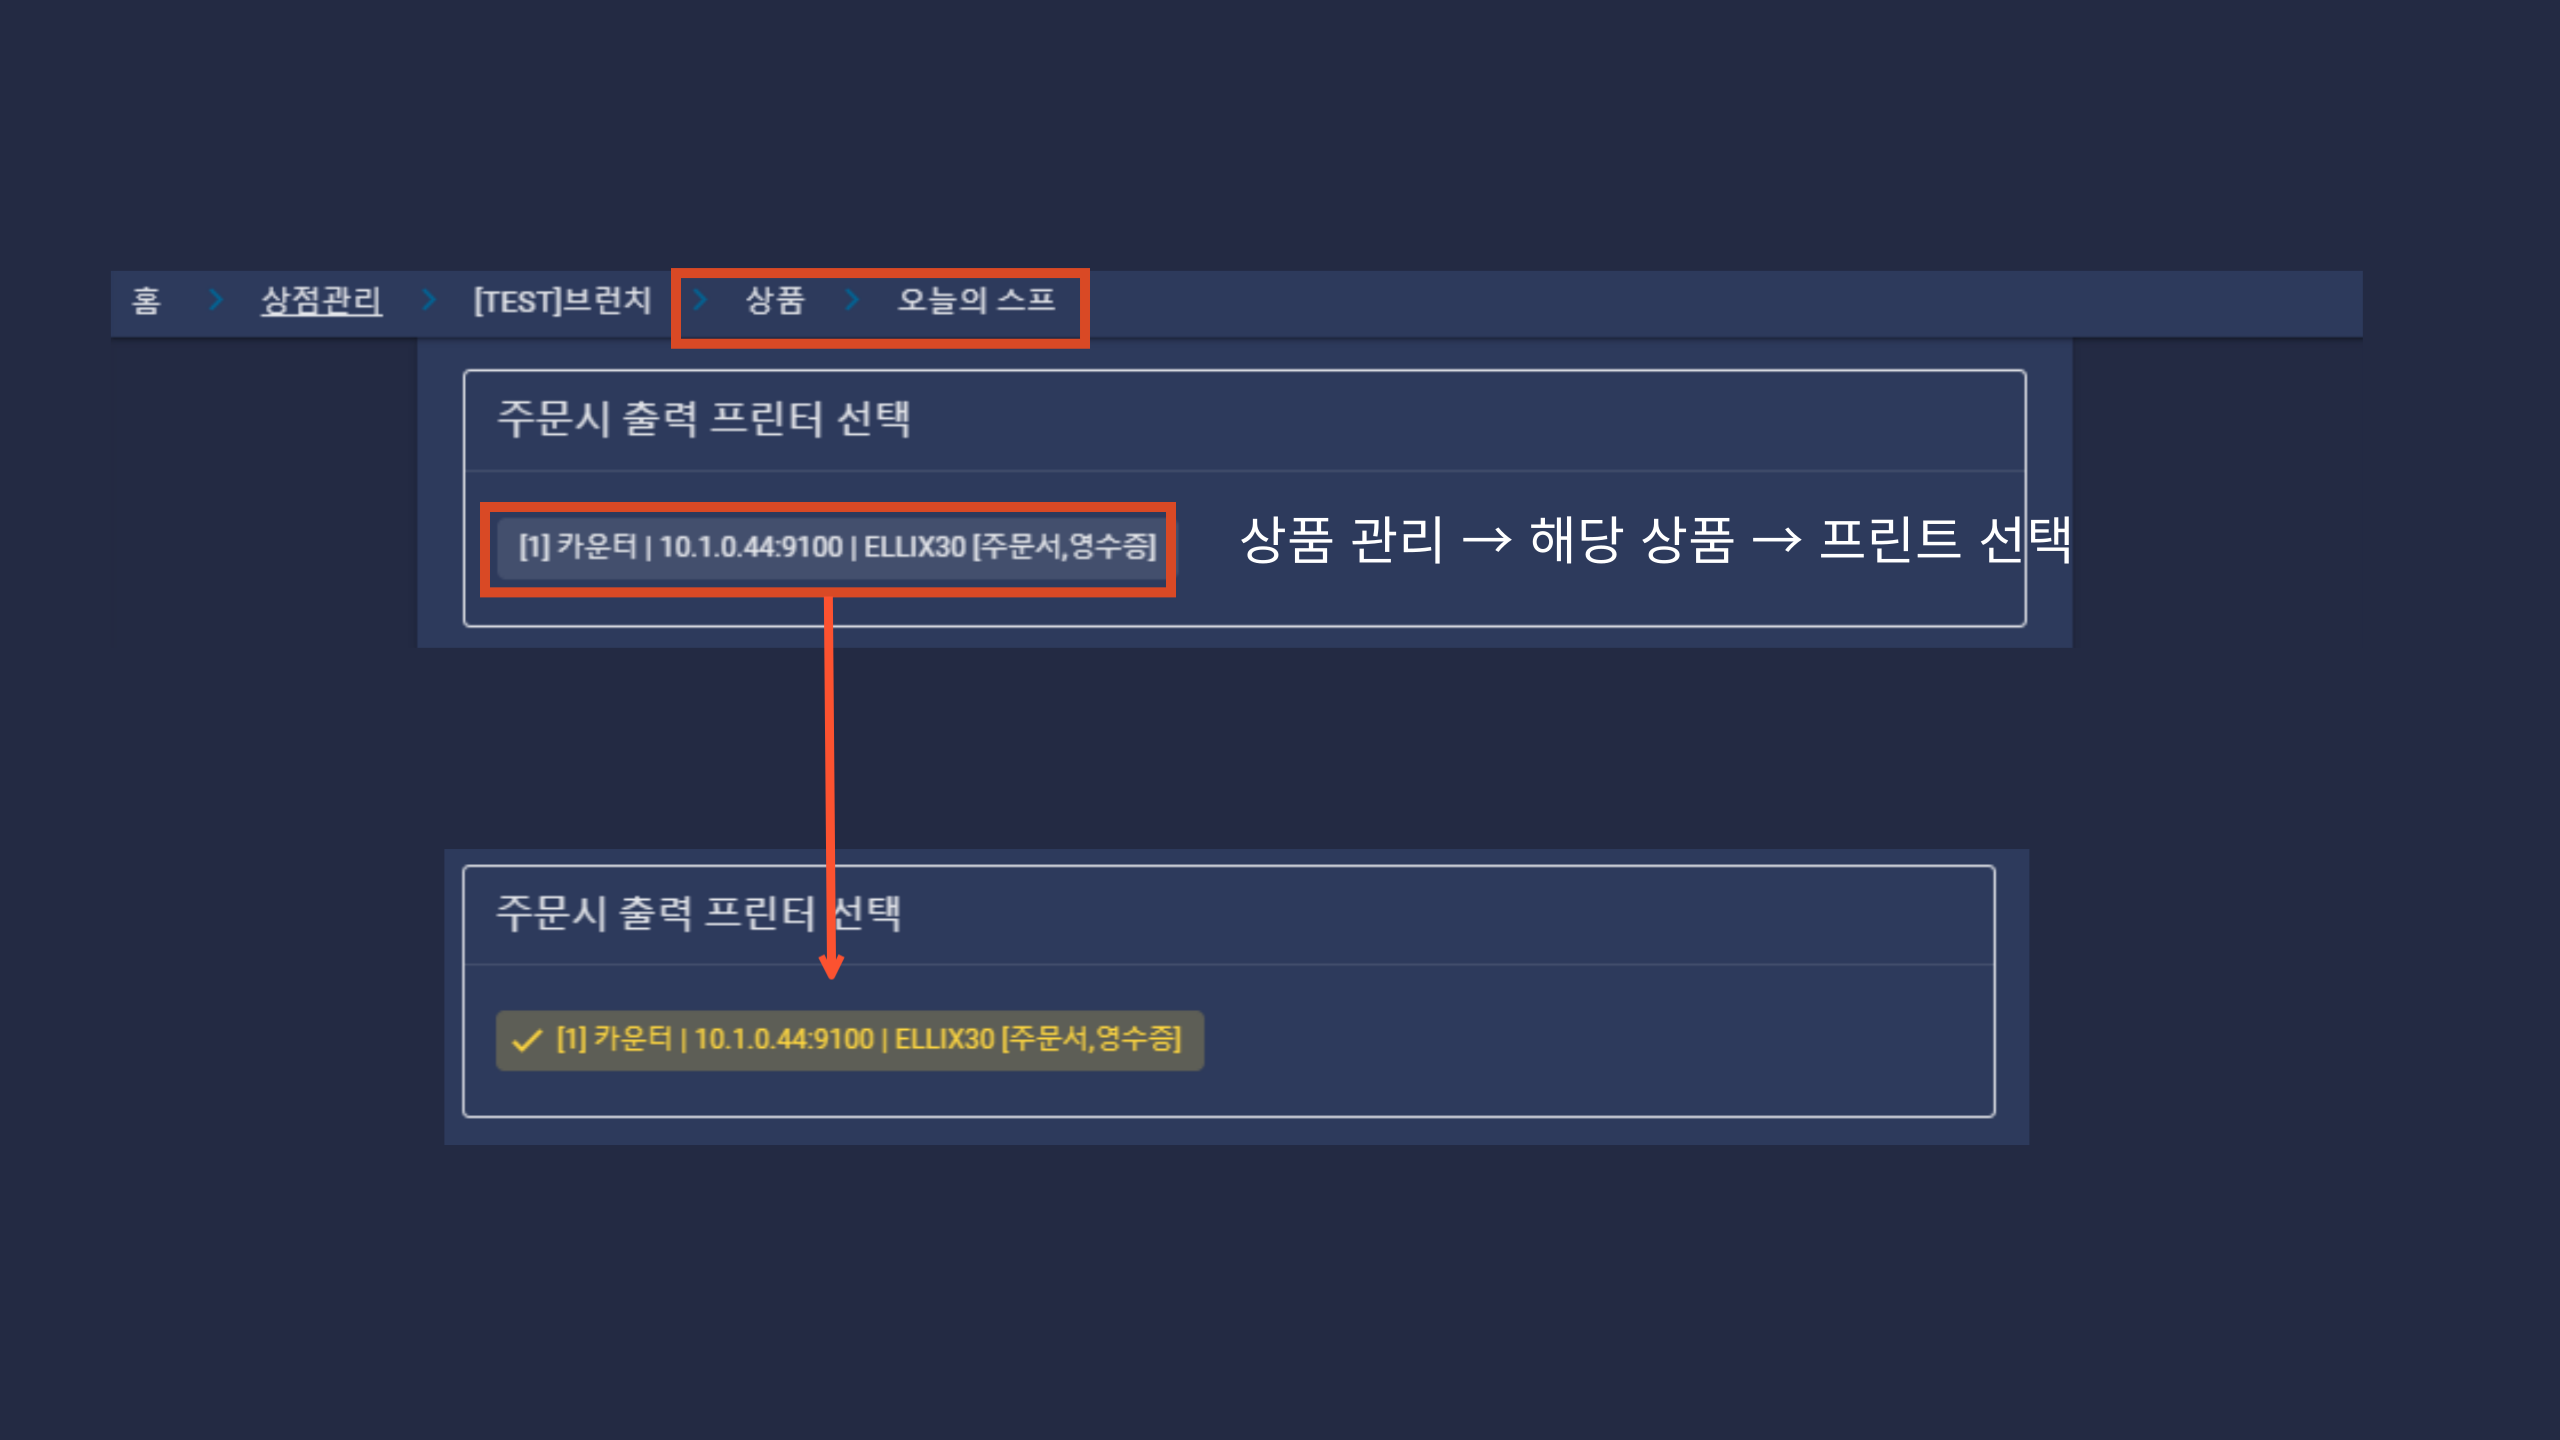 홈 > 상점관리 > [TEST]브런치 > 상품 > 오늘의 스프
주문시 출력 프린터 선택
[1] 카운터 | 10.1.0.44:9100 | ELLIX30 [주문서,영수증]
상품 관리 → 해당 상품 → 프린트 선택
주문시 출력 프린터 선택
[1] 카운터 | 10.1.0.44:9100 | ELLIX30 [주문서,영수증]